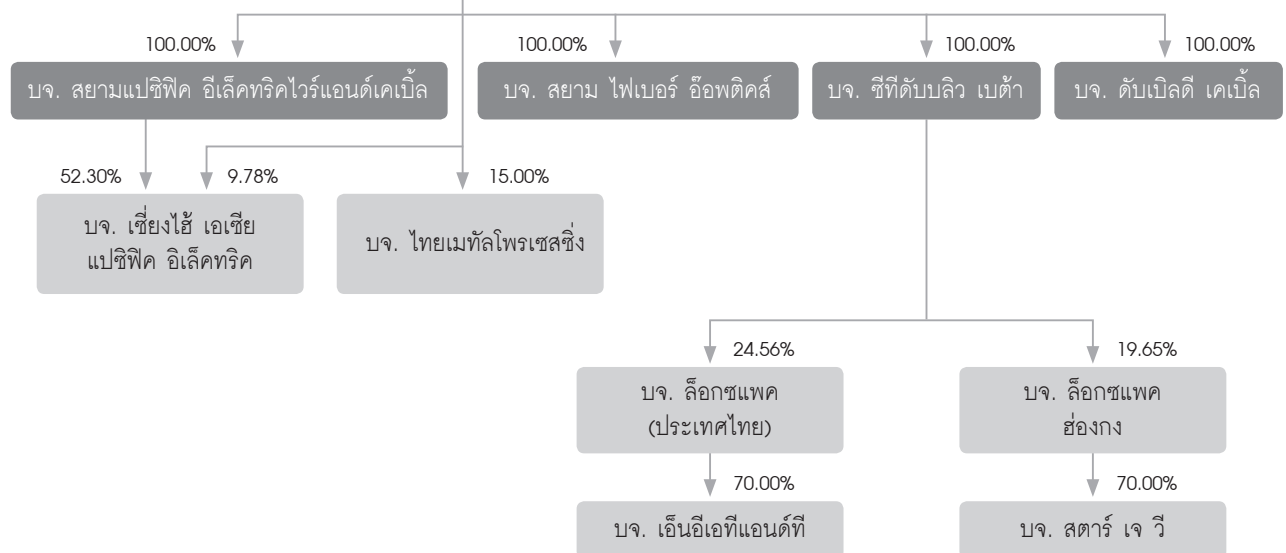 100.00%
100.00%
100.00%
100.00%
บจ. สยามแปซิฟิค อีเล็คทริคไวร์แอนด์เคเบิ้ล
บจ. สยาม ไฟเบอร์ อ๊อพติคส์
บจ. ซีทีดับบลิว เบต้า
บจ. ดับเบิลดี เคเบิ้ล
52.30%
9.78%
15.00%
บจ. เซี่ยงไฮ้ เอเซีย
แปซิฟิค อิเล็คทริค
บจ. ไทยเมทัลโพรเซสซิ่ง
24.56%
19.65%
บจ. ล็อกซแพค
(ประเทศไทย)
บจ. ล็อกซแพค
ฮ่องกง
70.00%
70.00%
บจ. เอ็นอีเอทีแอนด์ที
บจ. สตาร์ เจ วี